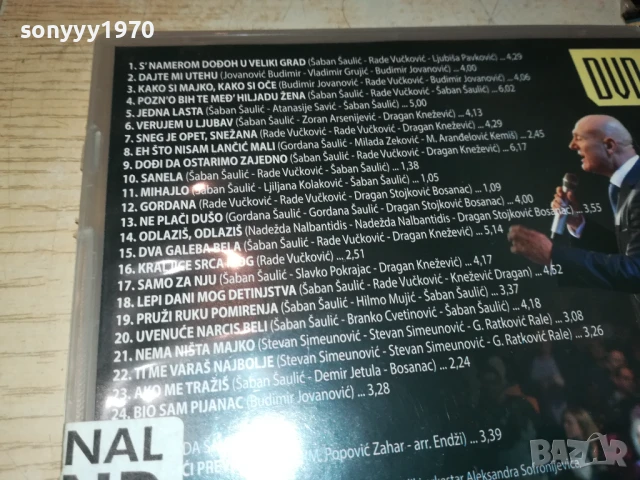 sonyyy1970
1. S' NAMEROM DOĐOH U VELIKI GRAD (Šaban Šaulić - Rade Vučković - Ljubiša Pavković) ... 4,29
2. DAJTE MI UTEHU (Jovanović Budimir - Vladimir Grujić - Budimir Jovanović) ... 4,00
3. KAKO SI MAJKO, KAKO SI OČE (Budimir - Rade Vučković - Budimir Jovanović) ... 4,06
4. POZN'O BIH TE MEĐ' HILJADU ŽENA (Šaban Šaulić - Rade Vučković - Šaban Šaulić) ... 6,02
5. JEDNA LASTA (Šaban Šaulić - Atanasije Savić - Šaban Šaulić) ... 5,00
6. VERUJEM U LJUBAV (Šaban Šaulić - Zoran Arsenijević - Dragan Knežević) ... 4,13
7. SNEG JE OPET, SNEŽANA (Rade Vučković - Rade Vučković - Dragan Knežević) ... 4,29
8. EH ŠTO NISAM LANČIĆ MALI (Gordana Šaulić - Milada Zeković - M. Aranđelović Kemiš) ... 2,45
9. DOĐI DA OSTARIMO ZAJEDNO (Šaban Šaulić - Rade Vučković - Dragan Knežević) ... 6,17
10. SANELA (Rade Vučković - Rade Vučković - Šaban Šaulić) ... 1,38
11. MIHAJLO (Šaban Šaulić - Ljiljana Kolaković - Šaban Šaulić) ... 1,05
12. GORDANA (Rade Vučković - Rade Vučković - Dragan Stojković Bosanac) ... 1,09
13. NE PLAČI DUŠO (Gordana Šaulić - Gordana Šaulić - Dragan Stojković Bosanac) ... 4,00
14. ODLAZIŠ, ODLAZIŠ (Nadežda Nalbantidis - Nadežda Nalbantidis - Dragan Stojković Bosanac) ... 3,55
15. DVA GALEBA BELA (Šaban Šaulić - Rade Vučković - Dragan Knežević) ... 5,14
16. KRALJICE SRCA MOG (Rade Vučković) ... 2,51
17. SAMO ZA NJU (Šaban Šaulić - Slavko Pokrajac - Dragan Knežević) ... 4,17
18. LEPI DANI MOG DETINJSTVA (Šaban Šaulić - Rade Vučković - Knežević Dragan) ... 4,52
19. PRUŽI RUKU POMIRENJA (Šaban Šaulić - Hilmo Mujić - Šaban Šaulić) ... 3,37
20. UVENUĆE NARCIS BELI (Šaban Šaulić - Branko Cvetinović - Šaban Šaulić) ... 4,18
21. NEMA NIŠTA MAJKO (Stevan Simeunović - Stevan Simeunović - G. Ratković Rale) ... 3,08
22. TI ME VARAŠ NAJBOLJE (Stevan Simeunović - Stevan Simeunović - G. Ratković Rale) ... 3,26
23. AKO ME TRAŽIŠ (Šaban Šaulić - Demir Jetula - Bosanac) ... 2,24
24. BIO SAM PIJANAC (Budimir Jovanović) ... 3,28
DVD
NAL
Popović Zahar - arr. Endži) ... 3,39
orkestar Aleksandra Sofronijevića
BAZAR